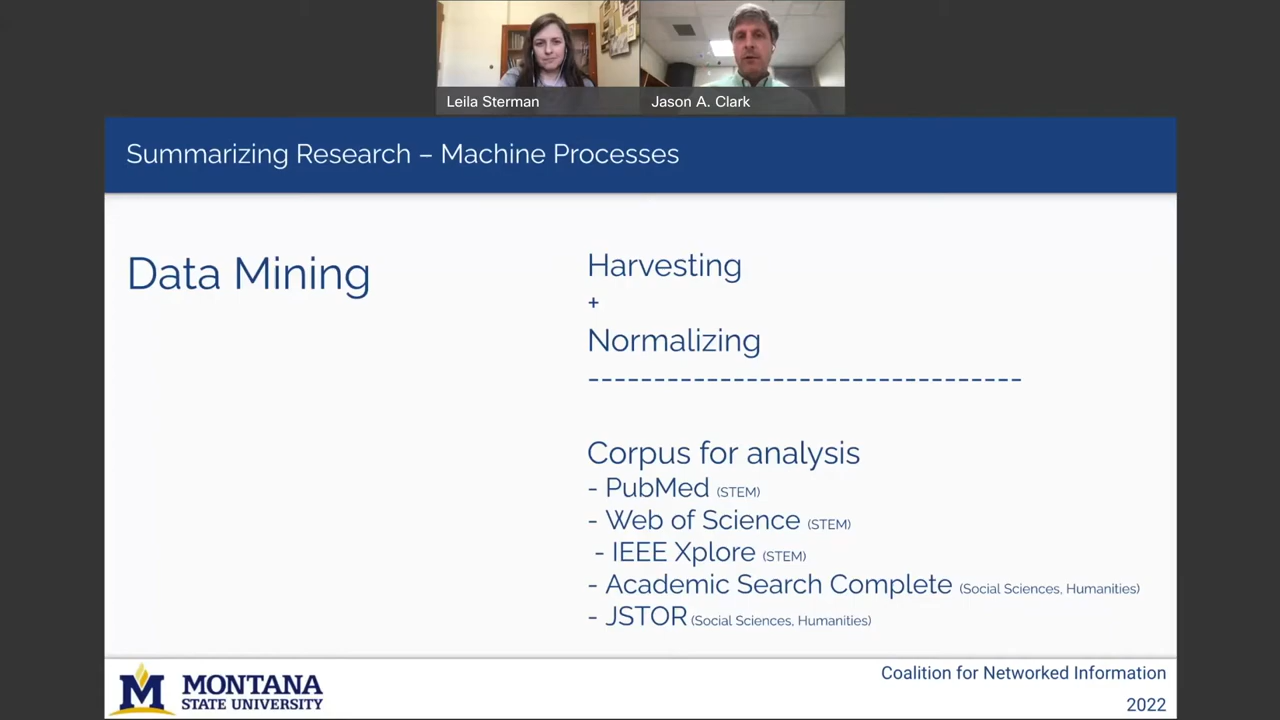 Leila Sterman
Jason A. Clark
Summarizing Research – Machine Processes
Data Mining
Harvesting
+
Normalizing
---------------------------------
Corpus for analysis
- PubMed (STEM)
- Web of Science (STEM)
- IEEE Xplore (STEM)
- Academic Search Complete (Social Sciences, Humanities)
- JSTOR (Social Sciences, Humanities)
M MONTANA
STATE UNIVERSITY
Coalition for Networked Information
2022